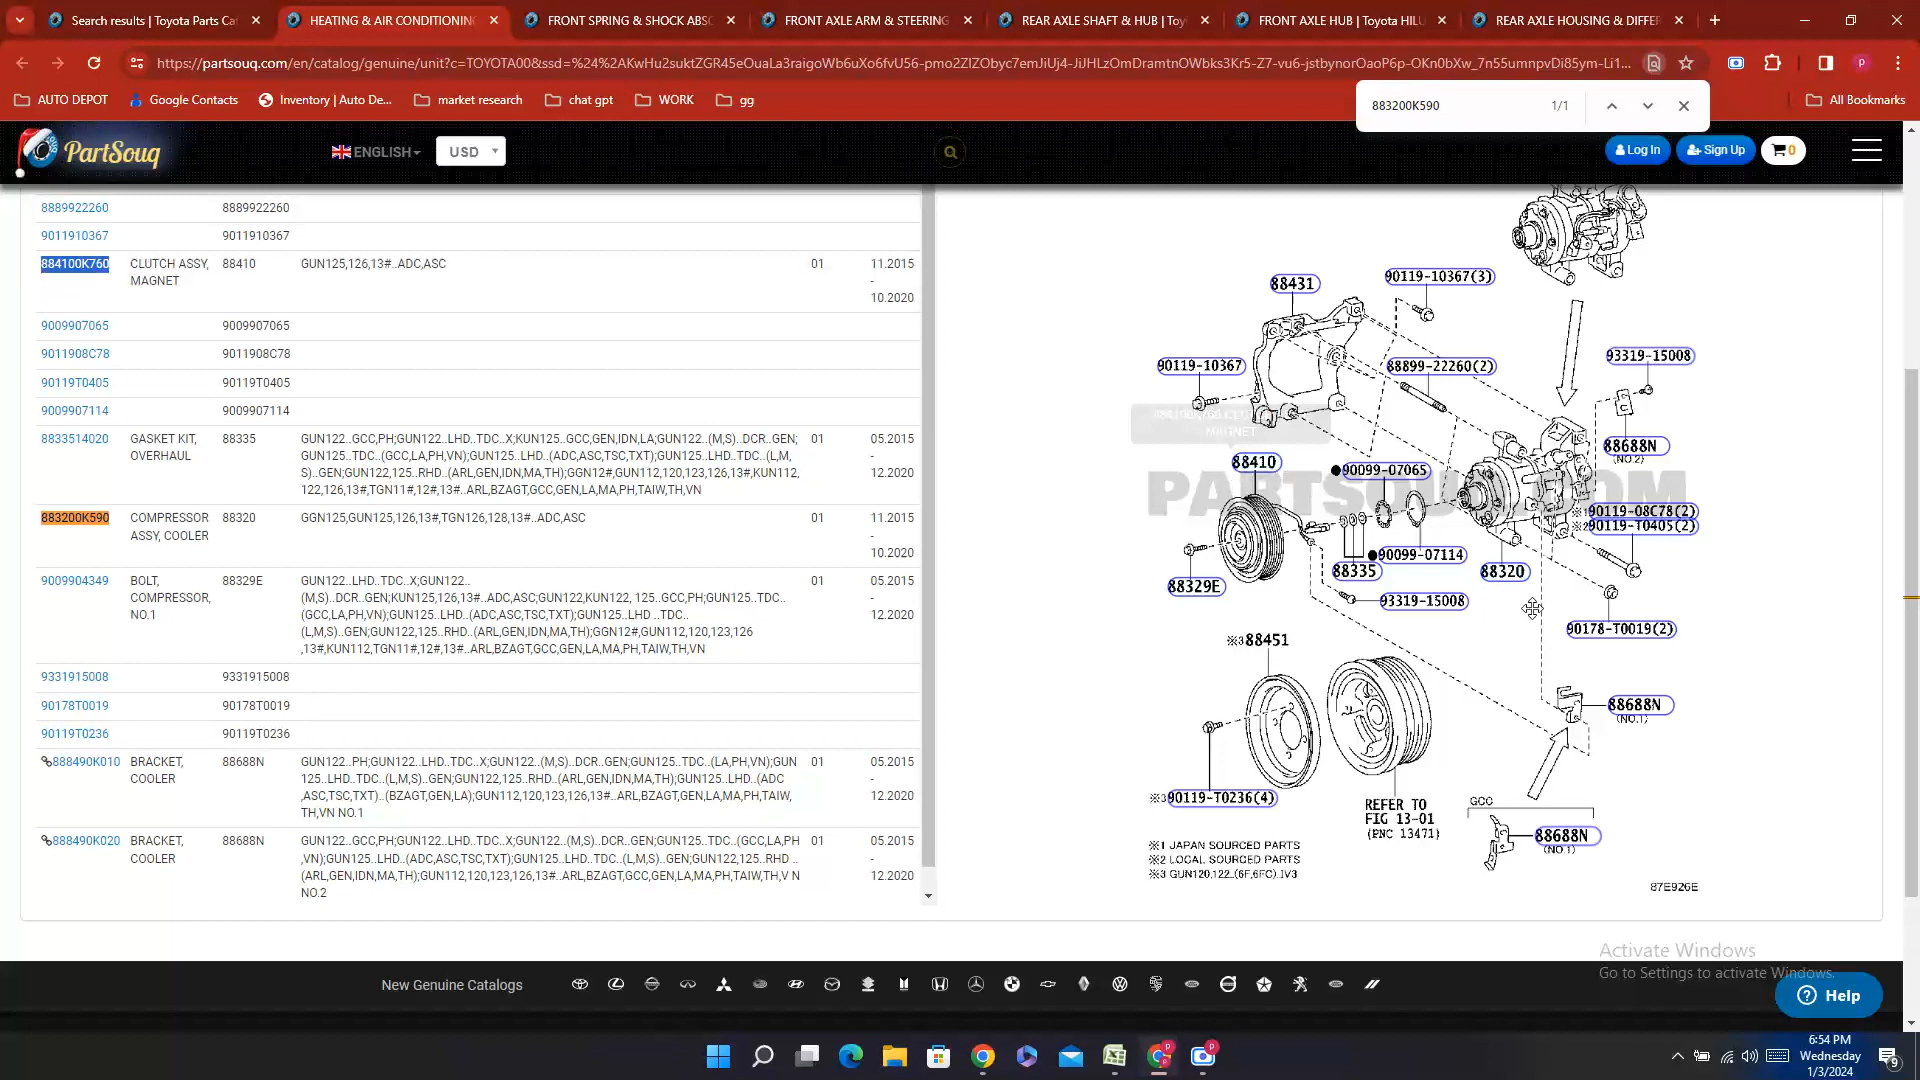 Search results | Toyota Parts Cat
HEATING & AIR CONDITIONING
FRONT SPRING & SHOCK ABSO
FRONT AXLE ARM & STEERING
REAR AXLE SHAFT & HUB | Toy
FRONT AXLE HUB | Toyota HILU
REAR AXLE HOUSING & DIFFER
AUTO DEPOT
Google Contacts
Inventory | Auto De...
market research
chat gpt
WORK
gg
All Bookmarks
883200K590
1/1
PartSouq
ENGLISH
USD
Log In
Sign Up
0
8889922260 8889922260
9011910367 9011910367
884100K760 CLUTCH ASSY, 88410 GUN125,126,13#..ADC,ASC 01 11.2015
MAGNET -
10.2020
9009907065 9009907065
9011908C78 9011908C78
90119T0405 90119T0405
9009907114 9009907114
8833514020 GASKET KIT, 88335 GUN122..GCC,PH;GUN122..LHD..TDC..X;KUN125..GCC,GEN,IDN,LA;GUN122..(M,S)..DCR..GEN; 01 05.2015
OVERHAUL GUN125..TDC..(GCC,LA,PH,VN);GUN125..LHD..(ADC,ASC,TSC,TXT);GUN125..LHD..TDC..(L,M, -
S)..GEN;GUN122,125..RHD..(ARL,GEN,IDN,MA,TH);GGN12#,GUN112,120,123,126,13#,KUN112, 12.2020
122,126,13#,TGN11#,12#,13#..ARL,BZAGT,GCC,GEN,LA,MA,PH,TAIW,TH,VN
883200K590 COMPRESSOR 88320 GGN125,GUN125,126,13#,TGN126,128,13#..ADC,ASC 01 11.2015
ASSY, COOLER -
10.2020
9009904349 BOLT, 88329E GUN122..LHD..TDC..X;GUN122.. 01 05.2015
COMPRESSOR, (M,S)..DCR..GEN;KUN125,126,13#..ADC,ASC;GUN122,KUN122, 125..GCC,PH;GUN125..TDC.. -
NO.1 (GCC,LA,PH,VN);GUN125..LHD..(ADC,ASC,TSC,TXT);GUN125..LHD ..TDC.. 12.2020
(L,M,S)..GEN;GUN122,125..RHD..(ARL,GEN,IDN,MA,TH);GGN12#,GUN112,120,123,126
,13#,KUN112,TGN11#,12#,13#..ARL,BZAGT,GCC,GEN,LA,MA,PH,TAIW,TH,VN
9331915008 9331915008
90178T0019 90178T0019
90119T0236 90119T0236
888490K010 BRACKET, 88688N GUN122..PH;GUN122..LHD..TDC..X;GUN122..(M,S)..DCR..GEN;GUN125..TDC..(LA,PH,VN);GUN 01 05.2015
COOLER 125..LHD..TDC..(L,M,S)..GEN;GUN122,125..RHD..(ARL,GEN,IDN,MA,TH);GUN125..LHD..(ADC -
,ASC,TSC,TXT)..(BZAGT,GEN,LA);GUN112,120,123,126,13#..ARL,BZAGT,GEN,LA,MA,PH,TAIW, 12.2020
TH,VN NO.1
888490K020 BRACKET, 88688N GUN122..GCC,PH;GUN122..LHD..TDC..X;GUN122..(M,S)..DCR..GEN;GUN125..TDC..(GCC,LA,PH 01 05.2015
COOLER ,VN);GUN125..LHD..(ADC,ASC,TSC,TXT);GUN125..LHD..TDC..(L,M,S)..GEN;GUN122,125..RHD .. -
(ARL,GEN,IDN,MA,TH);GUN112,120,123,126,13#..ARL,BZAGT,GCC,GEN,LA,MA,PH,TAIW,TH,V N 12.2020
NO.2
88431
90119-10367(3)
90119-10367
88899-22260(2)
93319-15008
88688N
(NO.2)
88410
90099-07065
PARTSOUQ.COM
※1 90119-08C78(2)
※2 90119-T0405(2)
90099-07114
88335
88320
88329E
93319-15008
90178-T0019(2)
※3 88451
88688N
(NO.1)
※3 90119-T0236(4)
REFER TO
FIG 13-01
(PNC 13471)
GCC
88688N
(NO.1)
※1 JAPAN SOURCED PARTS
※2 LOCAL SOURCED PARTS
※3 GUN120,122..(6F,6FC)..IV3
87E926E
Activate Windows
Go to Settings to activate Windows.
New Genuine Catalogs
Help
6:54 PM
Wednesday
1/3/2024
9